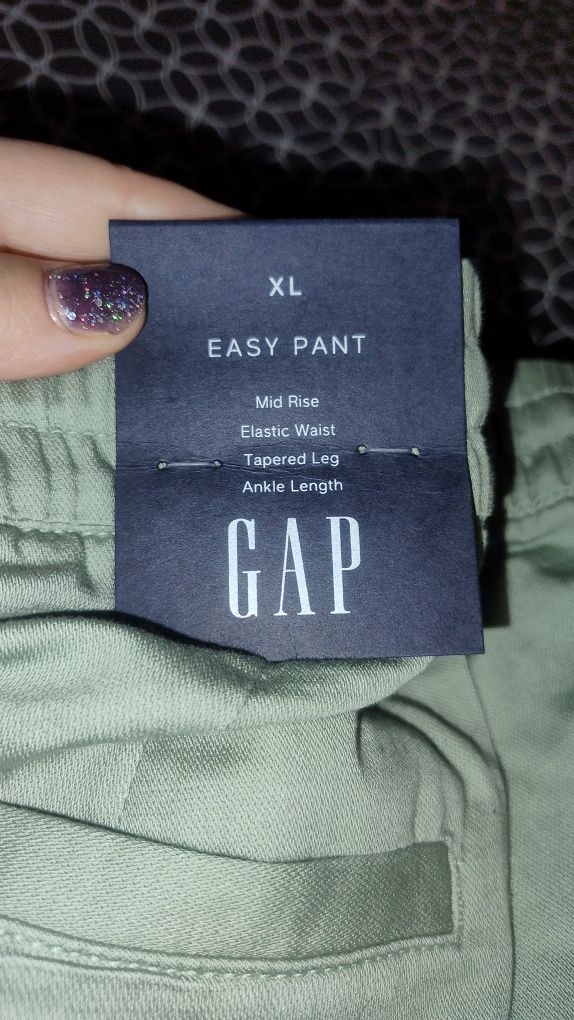 XL
EASY PANT
Mid Rise
Elastic Waist
Tapered Leg
Ankle Length
GAP